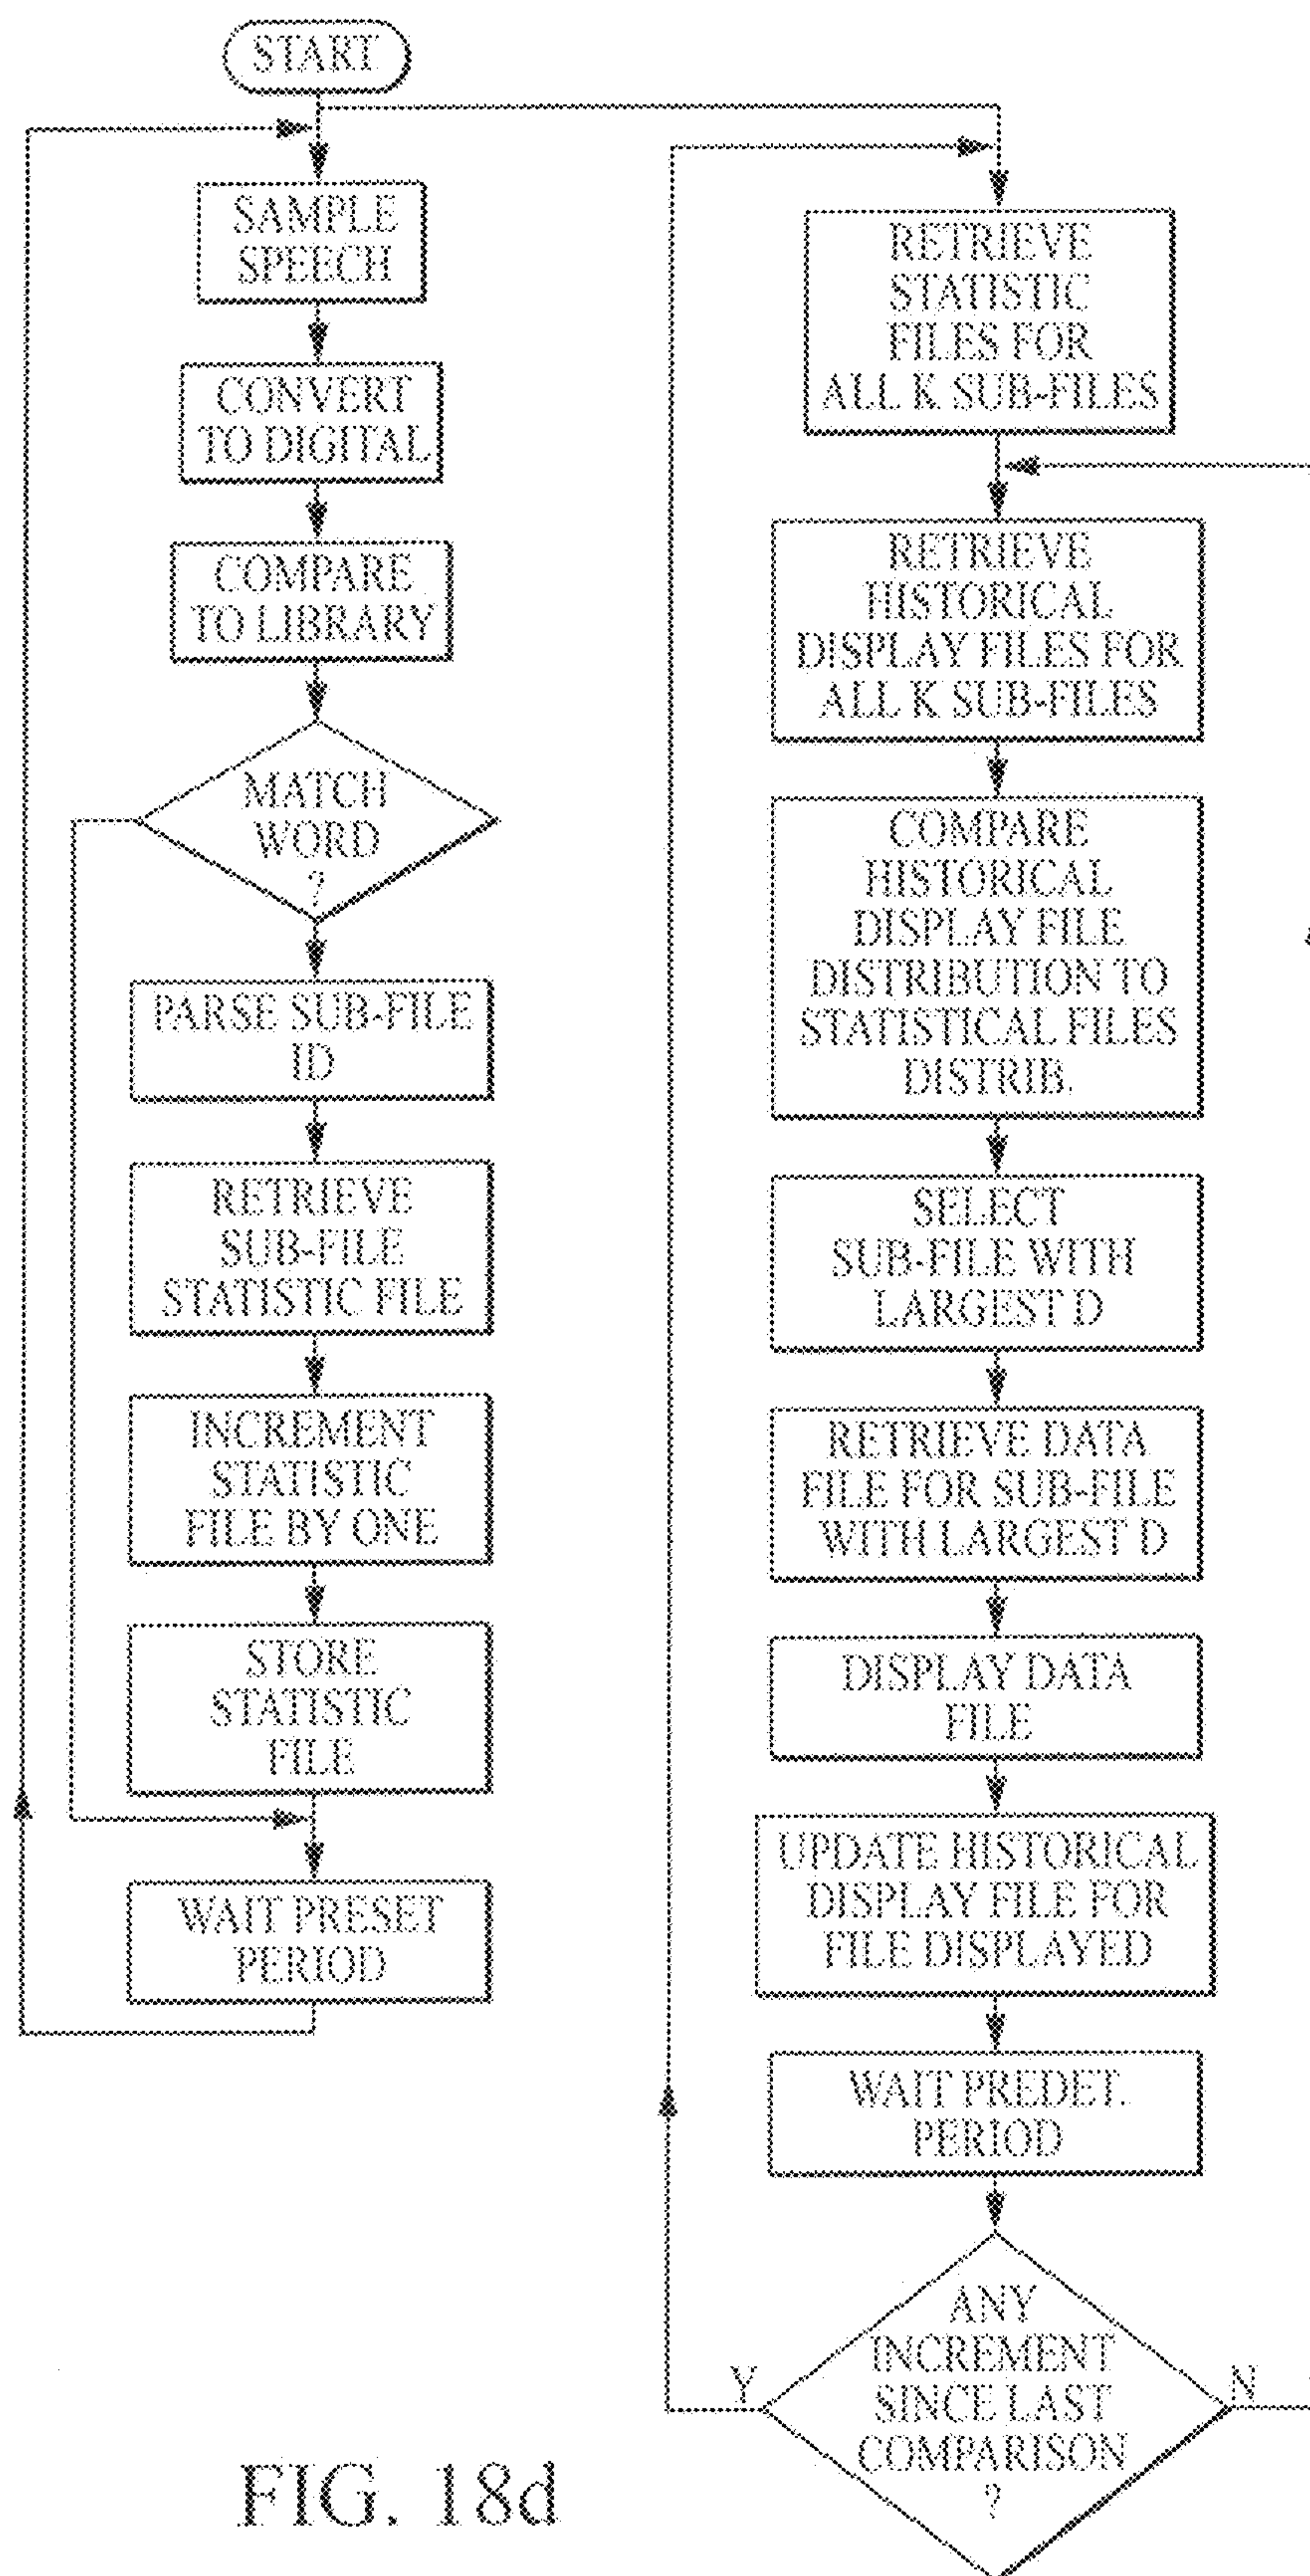 START
SAMPLE
SPEECH
CONVERT
TO DIGITAL
COMPARE
TO LIBRARY
MATCH
WORD
?
PARSE SUB-FILE
ID
RETRIEVE
SUB-FILE
STATISTIC FILE
INCREMENT
STATISTIC
FILE BY ONE
STORE
STATISTIC
FILE
WAIT PRESET
PERIOD
RETRIEVE
STATISTIC
FILES FOR
ALL K SUB-FILES
RETRIEVE
HISTORICAL
DISPLAY FILES FOR
ALL K SUB-FILES
COMPARE
HISTORICAL
DISPLAY FILE
DISTRIBUTION TO
STATISTICAL FILES
DISTRIB.
SELECT
SUB-FILE WITH
LARGEST D
RETRIEVE DATA
FILE FOR SUB-FILE
WITH LARGEST D
DISPLAY DATA
FILE
UPDATE HISTORICAL
DISPLAY FILE FOR
FILE DISPLAYED
WAIT PREDET.
PERIOD
ANY
INCREMENT
SINCE LAST
COMPARISON
?
Y
N
FIG. 18d